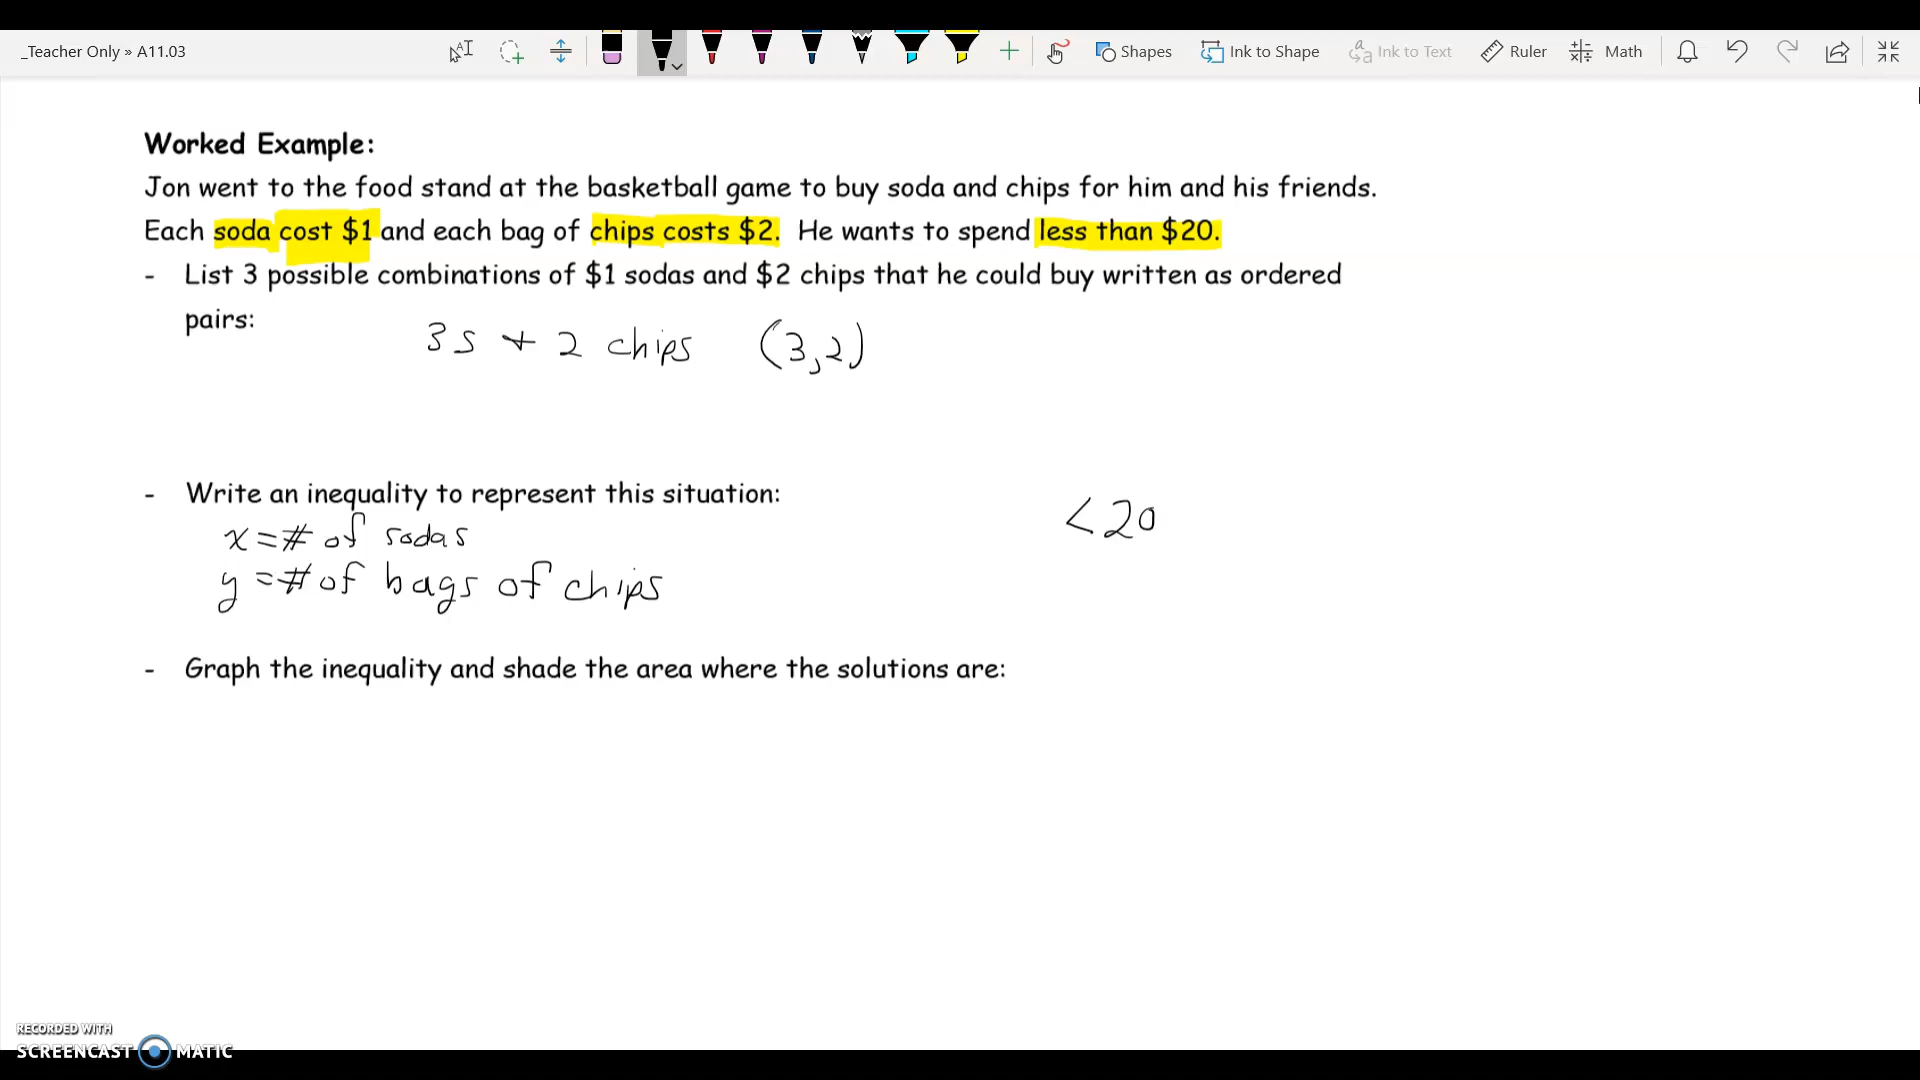 _Teacher Only » A11.03
Shapes
Ink to Shape
Ink to Text
Ruler
Math
Worked Example:
Jon went to the food stand at the basketball game to buy soda and chips for him and his friends.
Each soda cost $1 and each bag of chips costs $2. He wants to spend less than $20.
- List 3 possible combinations of $1 sodas and $2 chips that he could buy written as ordered
pairs:
3s + 2 chips (3,2)
- Write an inequality to represent this situation:
< 20
x = # of sodas
y = # of bags of chips
- Graph the inequality and shade the area where the solutions are:
RECORDED WITH
SCREENCAST MATIC